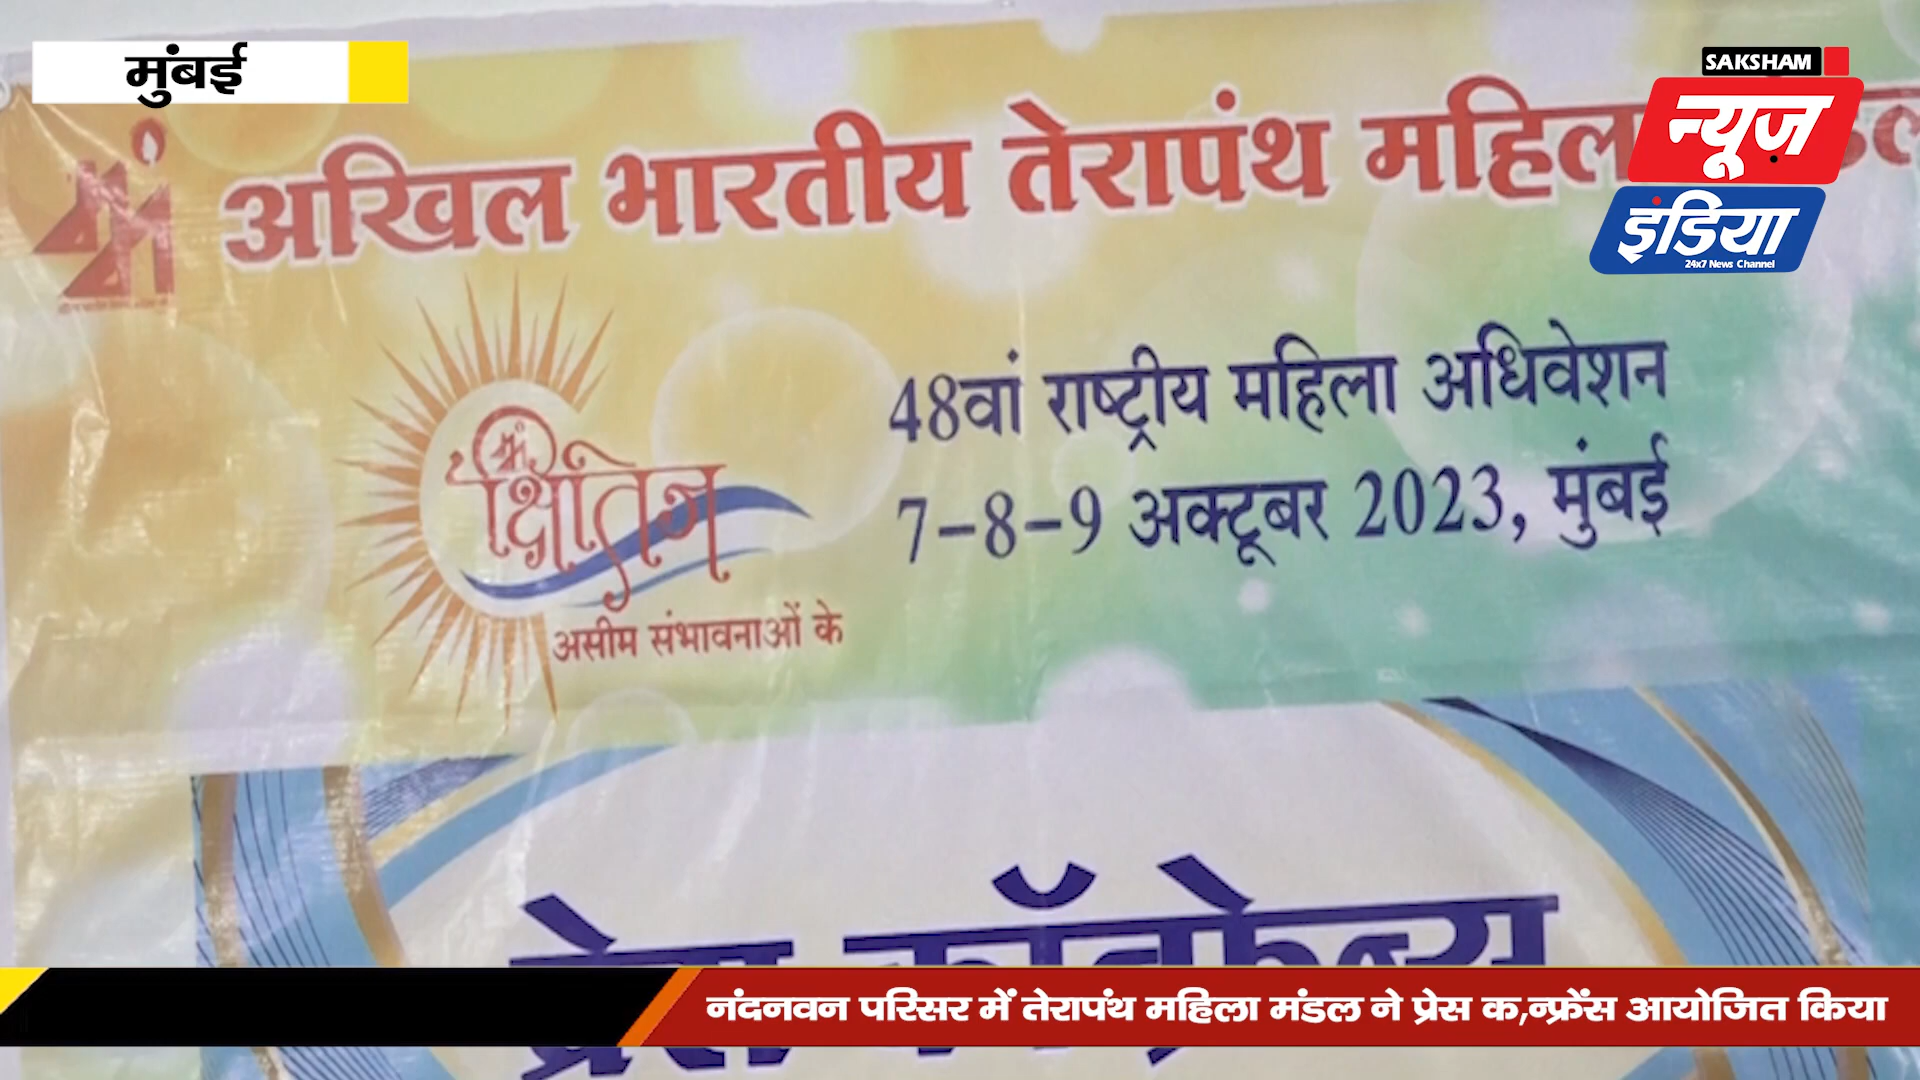 मुंबई
SAKSHAM
न्यूज़
इंडिया
24x7 News Channel
अखिल भारतीय तेरापंथ
क्षितिज
असीम संभावनाओं के
48वां राष्ट्रीय महिला अधिवेशन
7-8-9 अक्टूबर 2023, मुंबई
प्रेस
नंदनवन परिसर में तेरापंथ महिला मंडल ने प्रेस क,न्फ्रेंस आयोजित किया